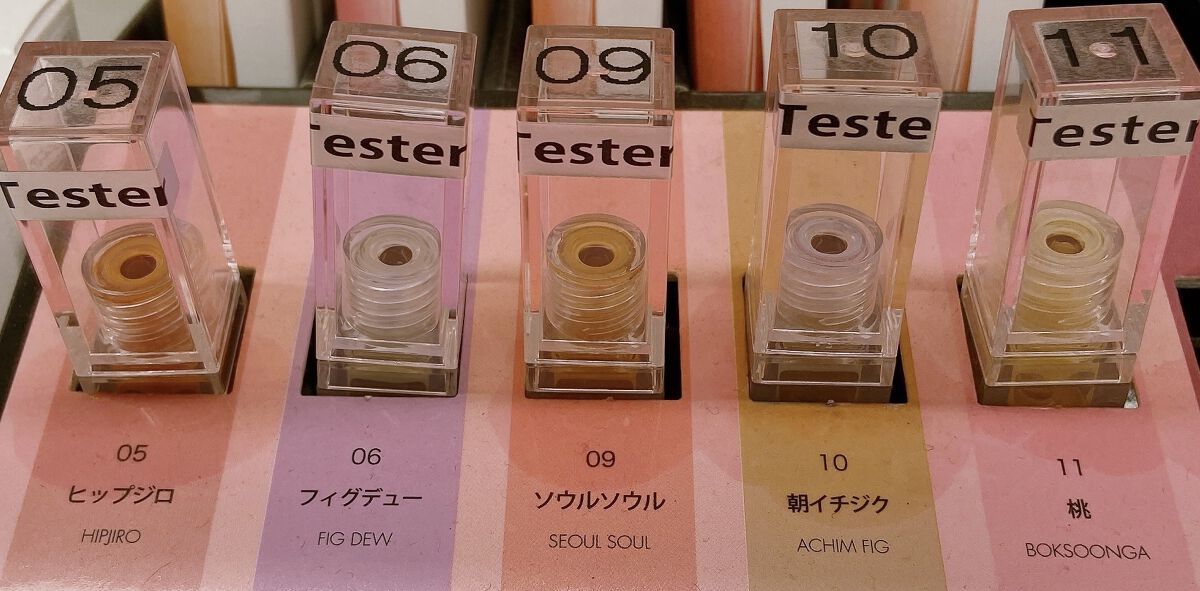 05
06
09
10
11
Tester
Tester
Tester
Teste
Tester
05
ヒップジロ
HIPJIRO
06
フィグデュー
FIG DEW
09
ソウルソウル
SEOUL SOUL
10
朝イチジク
ACHIM FIG
11
桃
BOKSOONGA